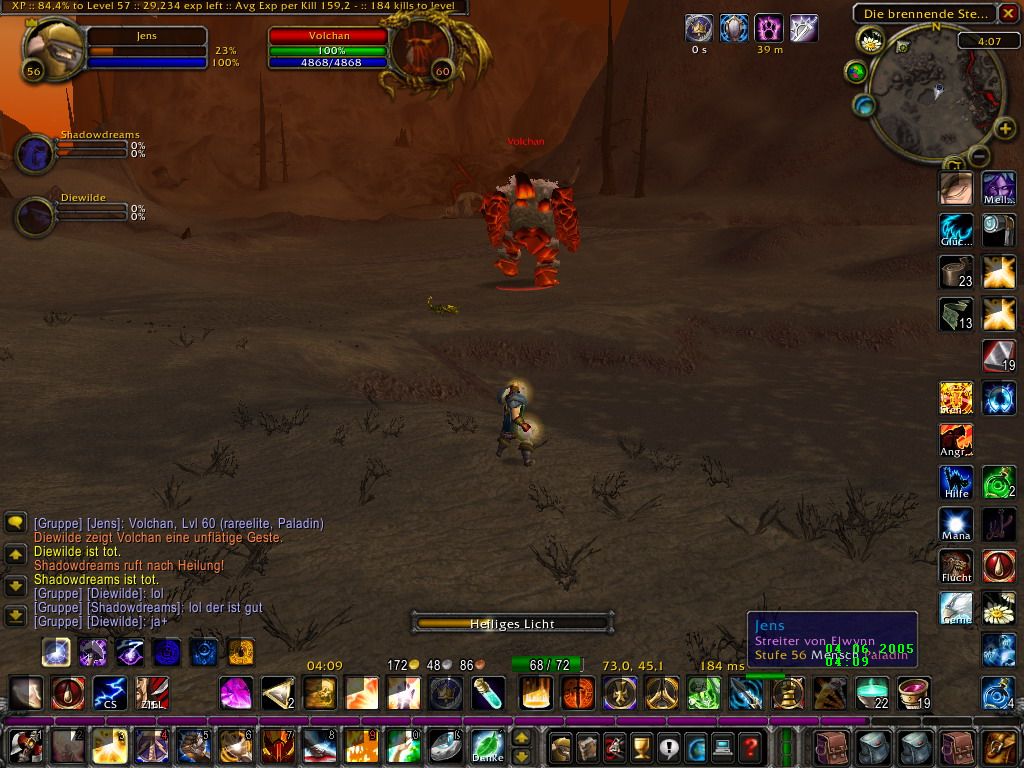 XP :: 84,4% to Level 57 :: 29,234 exp left :: Avg Exp per Kill 159,2 - :: 184 kills to level
Jens
23%
100%
56
Volchan
100%
4868/4868
60
0 s
39 m
Die brennende Ste...
N
4:07
Shadowdreams
0%
0%
Diewilde
0%
0%
Volchan
Mell...
Glüc...
23
13
19
Angr...
Hilfe
2
Mana
Flucht
[Gruppe] [Jens]: Volchan, Lvl 60 (rareelite, Paladin)
Diewilde zeigt Volchan eine unflätige Geste.
Diewilde ist tot.
Shadowdreams ruft nach Heilung!
Shadowdreams ist tot.
[Gruppe] [Diewilde]: lol
[Gruppe] [Shadowdreams]: lol der ist gut
[Gruppe] [Diewilde]: ja+
Heiliges Licht
Jens
Streiter von Elwynn
Stufe 56 Mensch Paladin
04.06.2005
04:09
04:09
172 48 86
68 / 72
73.0, 45.1
184 ms
CS
ZIEL
2
22
19
4
Danke